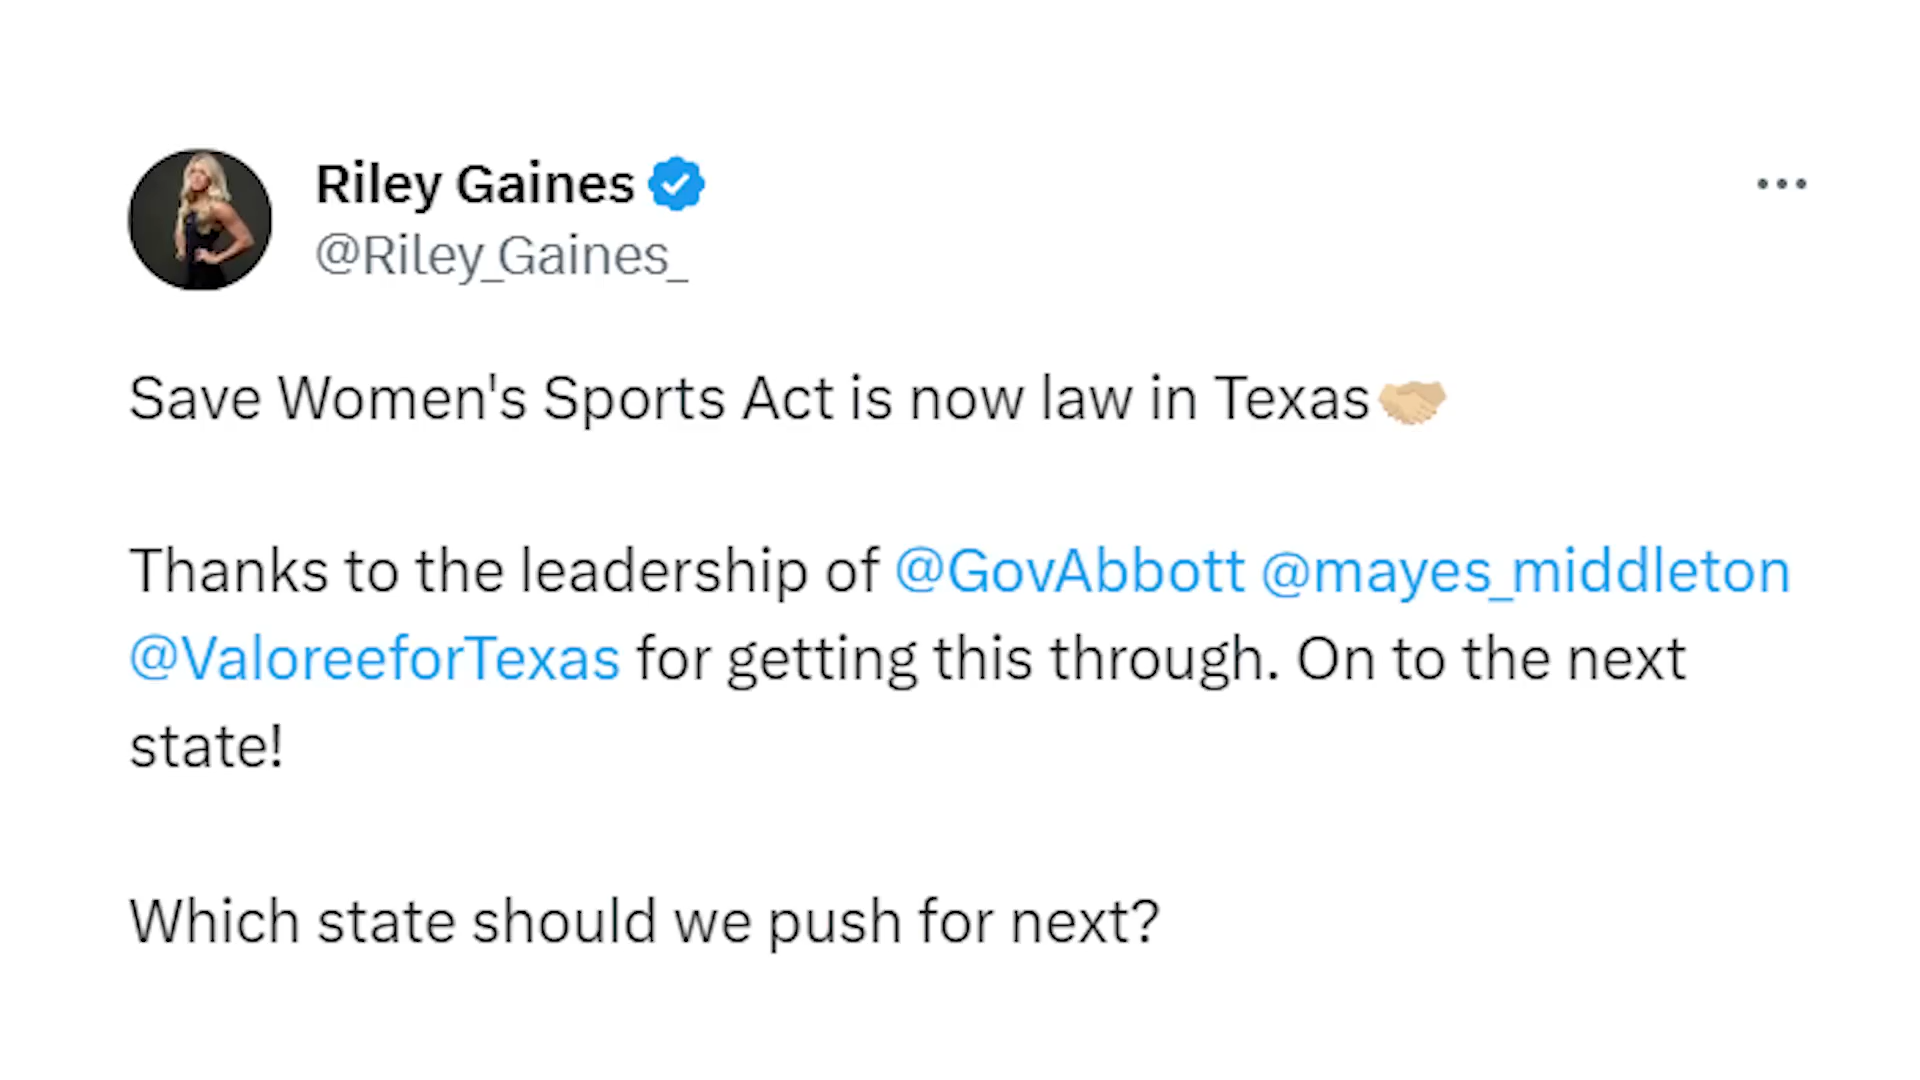 Riley Gaines
@Riley_Gaines_
Save Women's Sports Act is now law in Texas🤝🏼
Thanks to the leadership of @GovAbbott @mayes_middleton
@ValoreeforTexas for getting this through. On to the next
state!
Which state should we push for next?